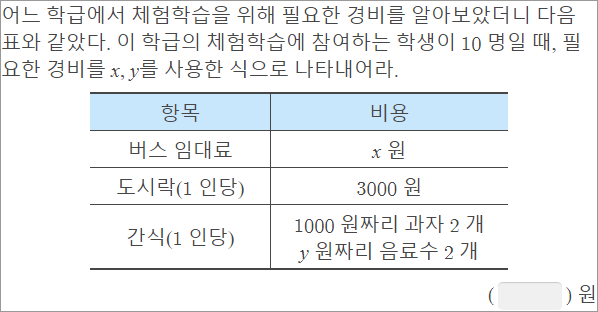 어느 학급에서 체험학습을 위해 필요한 경비를 알아보았더니 다음
표와 같았다. 이 학급의 체험학습에 참여하는 학생이 10 명일 때, 필
요한 경비를 x, y를 사용한 식으로 나타내어라.
항목 비용
버스 임대료 x 원
도시락(1 인당) 3000 원
간식(1 인당) 1000 원짜리 과자 2 개
y 원짜리 음료수 2 개
( ) 원